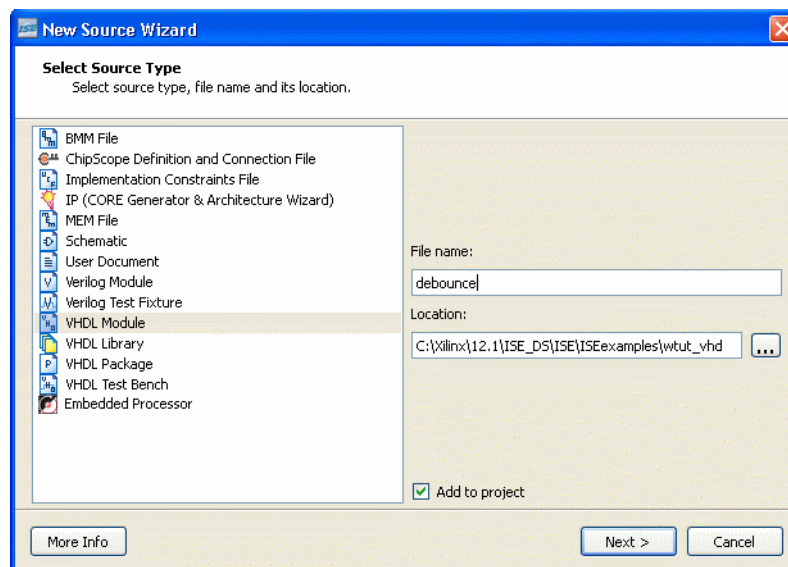 ISE New Source Wizard
Select Source Type
Select source type, file name and its location.
BMM File
ChipScope Definition and Connection File
Implementation Constraints File
IP (CORE Generator & Architecture Wizard)
MEM File
Schematic
User Document
Verilog Module
Verilog Test Fixture
VHDL Module
VHDL Library
VHDL Package
VHDL Test Bench
Embedded Processor
File name:
debounce
Location:
C:\Xilinx\12.1\ISE_DS\ISE\ISEexamples\wtut_vhd
...
Add to project
More Info
Next >
Cancel